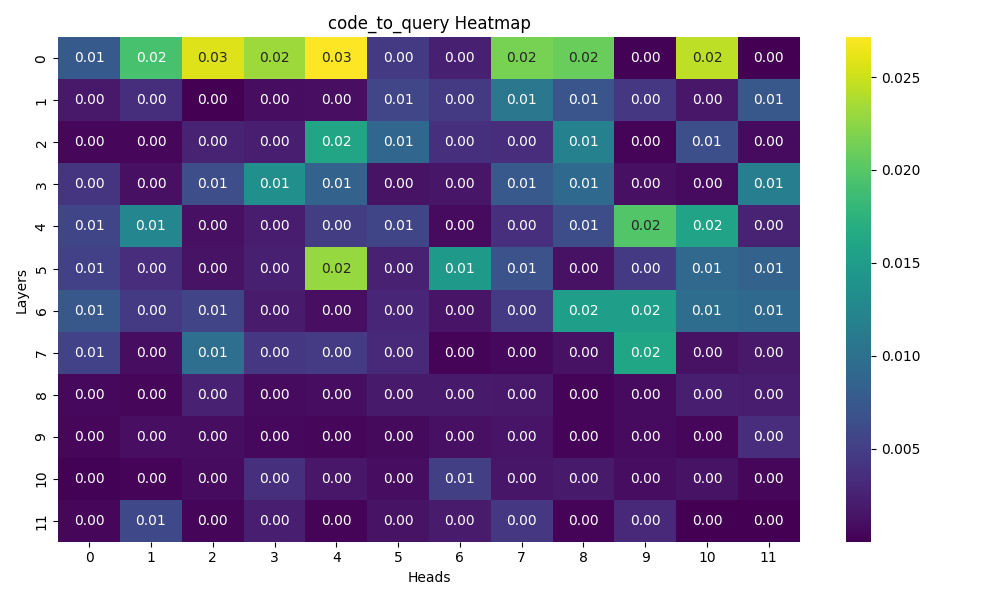 code_to_query Heatmap
0 0.01 0.02 0.03 0.02 0.03 0.00 0.00 0.02 0.02 0.00 0.02 0.00
1 0.00 0.00 0.00 0.00 0.00 0.01 0.00 0.01 0.01 0.00 0.00 0.01
2 0.00 0.00 0.00 0.00 0.02 0.01 0.00 0.00 0.01 0.00 0.01 0.00
3 0.00 0.00 0.01 0.01 0.01 0.00 0.00 0.01 0.01 0.00 0.00 0.01
4 0.01 0.01 0.00 0.00 0.00 0.01 0.00 0.00 0.01 0.02 0.02 0.00
5 0.01 0.00 0.00 0.00 0.02 0.00 0.01 0.01 0.00 0.00 0.01 0.01
6 0.01 0.00 0.01 0.00 0.00 0.00 0.00 0.00 0.02 0.02 0.01 0.01
7 0.01 0.00 0.01 0.00 0.00 0.00 0.00 0.00 0.00 0.02 0.00 0.00
8 0.00 0.00 0.00 0.00 0.00 0.00 0.00 0.00 0.00 0.00 0.00 0.00
9 0.00 0.00 0.00 0.00 0.00 0.00 0.00 0.00 0.00 0.00 0.00 0.00
10 0.00 0.00 0.00 0.00 0.00 0.00 0.01 0.00 0.00 0.00 0.00 0.00
11 0.00 0.01 0.00 0.00 0.00 0.00 0.00 0.00 0.00 0.00 0.00 0.00
0 1 2 3 4 5 6 7 8 9 10 11
Heads
Layers
0.025
0.020
0.015
0.010
0.005